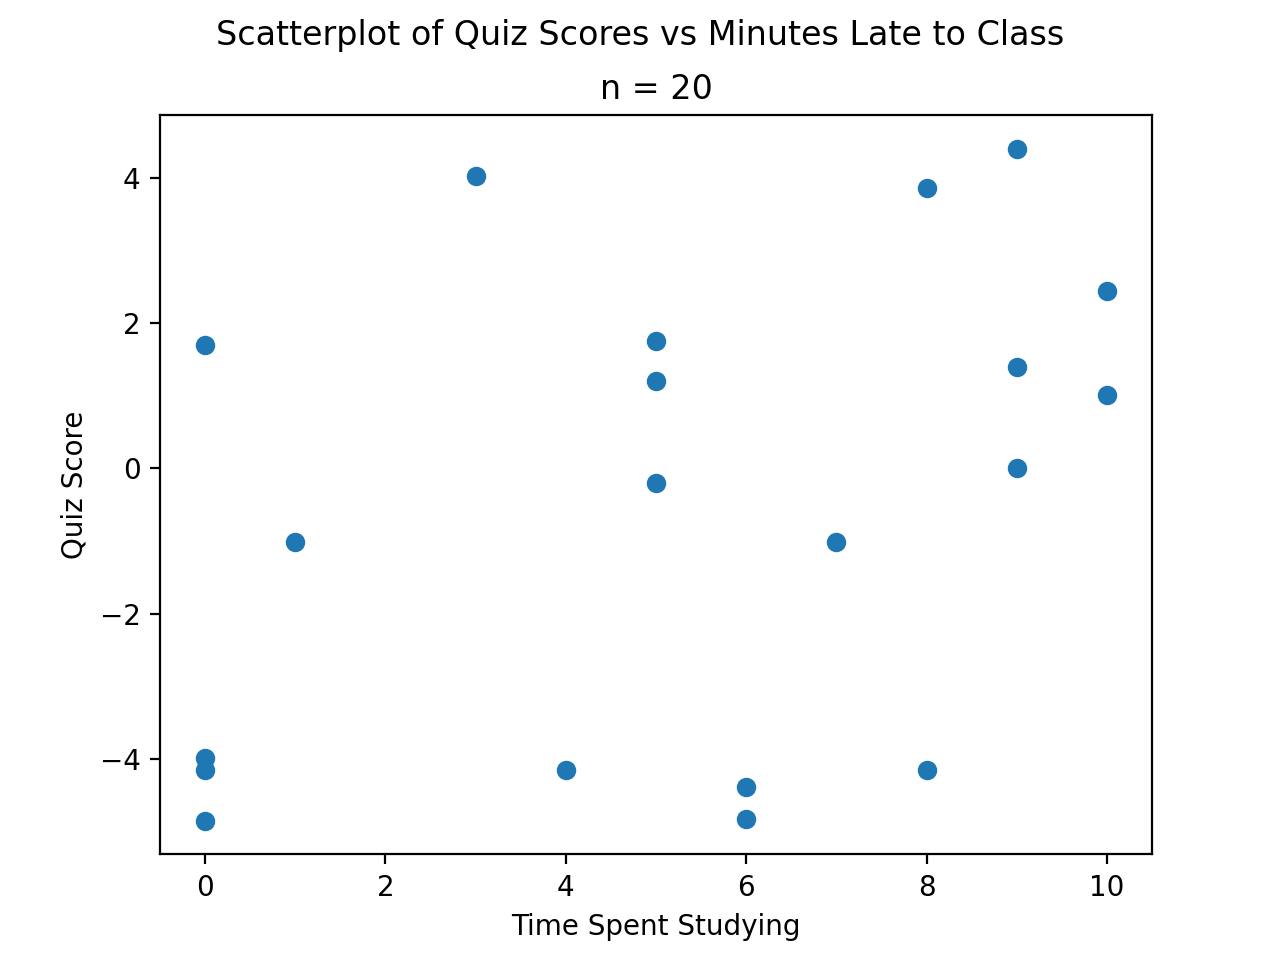 Scatterplot of Quiz Scores vs Minutes Late to Class
n = 20
4
2
0
−2
−4
Quiz Score
0 2 4 6 8 10
Time Spent Studying